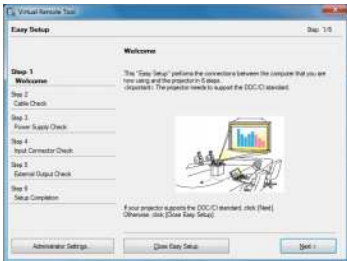 Virtual Remote Tool
Easy Setup
Step 1/6
Welcome
Step 1
Welcome
Step 2
Cable Check
Step 3
Power Supply Check
Step 4
Input Connector Check
Step 5
External Output Check
Step 6
Setup Completion
This "Easy Setup" performs the connections between the computer that you are
now using and the projector in 6 steps.
<Important>: The projector needs to support the DDC/CI standard.
If your projector supports the DDC/CI standard, click [Next].
Otherwise, click [Close Easy Setup].
Administrator Settings...
Close Easy Setup
Next >